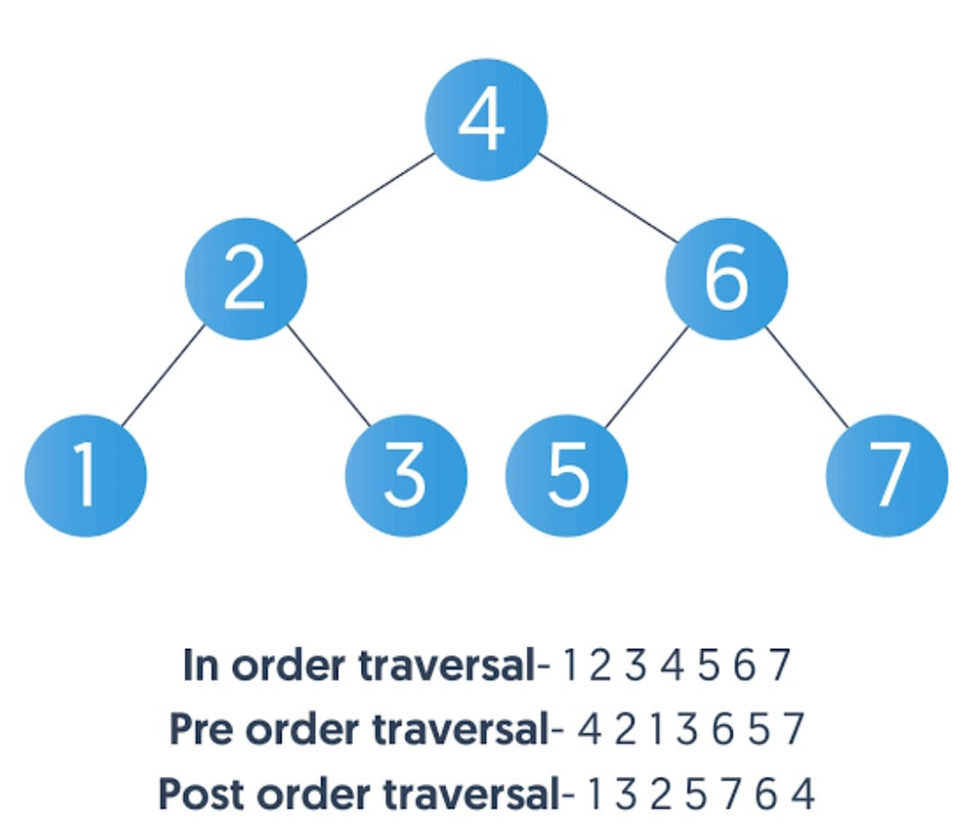 4
2 6
1 3 5 7
In order traversal- 1 2 3 4 5 6 7
Pre order traversal- 4 2 1 3 6 5 7
Post order traversal- 1 3 2 5 7 6 4